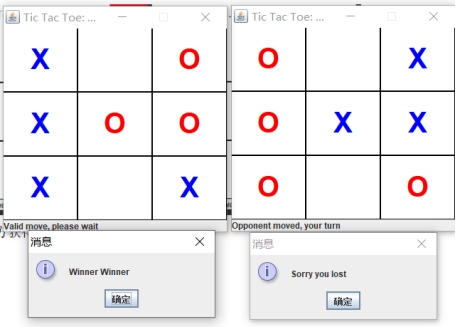 Tic Tac Toe: ...
X O
X O O
X X
Valid move, please wait
消息
Winner Winner
确定
Tic Tac Toe: ...
O X
O X X
O O
Opponent moved, your turn
消息
Sorry you lost
确定